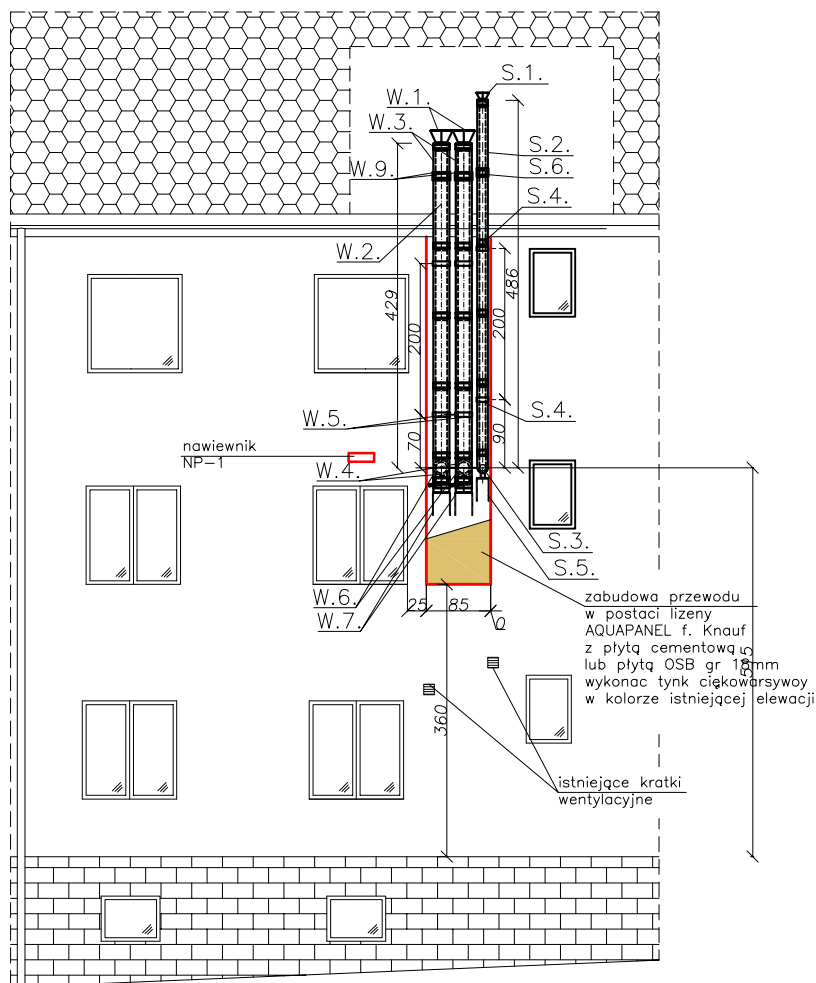 S.1.
W.1.
W.3.
S.2.
W.9.
S.6.
S.4.
W.2.
486
429
200
200
W.5.
S.4.
nawiewnik
NP-1
70
90
W.4.
S.3.
S.5.
W.6.
W.7.
25
85
zabudowa przewodu
w postaci lizeny
AQUAPANEL f. Knauf
z płytą cementową
lub płytą OSB gr 18mm
wykonac tynk ciękowarsywoy
w kolorze istniejącej elewacji
360
istniejące kratki
wentylacyjne